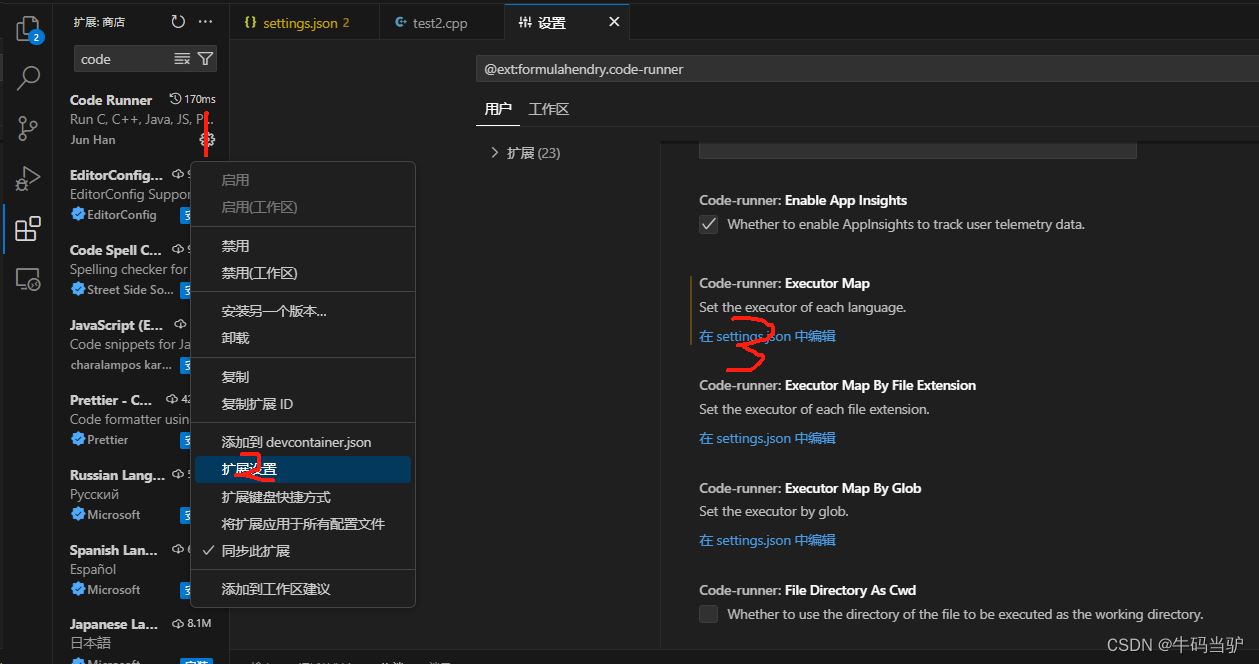 扩展: 商店
code
Code Runner 170ms
Run C, C++, Java, JS, P...
Jun Han
EditorConfig...
EditorConfig Suppor
EditorConfig
Code Spell C...
Spelling checker for
Street Side So...
JavaScript (E...
Code snippets for Ja
charalampos kar...
Prettier - C... 42
Code formatter using
Prettier
Russian Lang...
Русский
Microsoft
Spanish Lan...
Español
Microsoft
Japanese La... 8.1M
日本語
Microsoft
安装
2
1
启用
启用(工作区)
禁用
禁用(工作区)
安装另一个版本...
卸载
复制
复制扩展 ID
添加到 devcontainer.json
扩展设置
2
扩展键盘快捷方式
将扩展应用于所有配置文件
同步此扩展
添加到工作区建议
{} settings.json 2
test2.cpp
设置
@ext:formulahendry.code-runner
用户 工作区
扩展 (23)
Code-runner: Enable App Insights
Whether to enable AppInsights to track user telemetry data.
Code-runner: Executor Map
Set the executor of each language.
在 settings.json 中编辑
3
Code-runner: Executor Map By File Extension
Set the executor of each file extension.
在 settings.json 中编辑
Code-runner: Executor Map By Glob
Set the executor by glob.
在 settings.json 中编辑
Code-runner: File Directory As Cwd
Whether to use the directory of the file to be executed as the working directory.
CSDN @牛码当驴